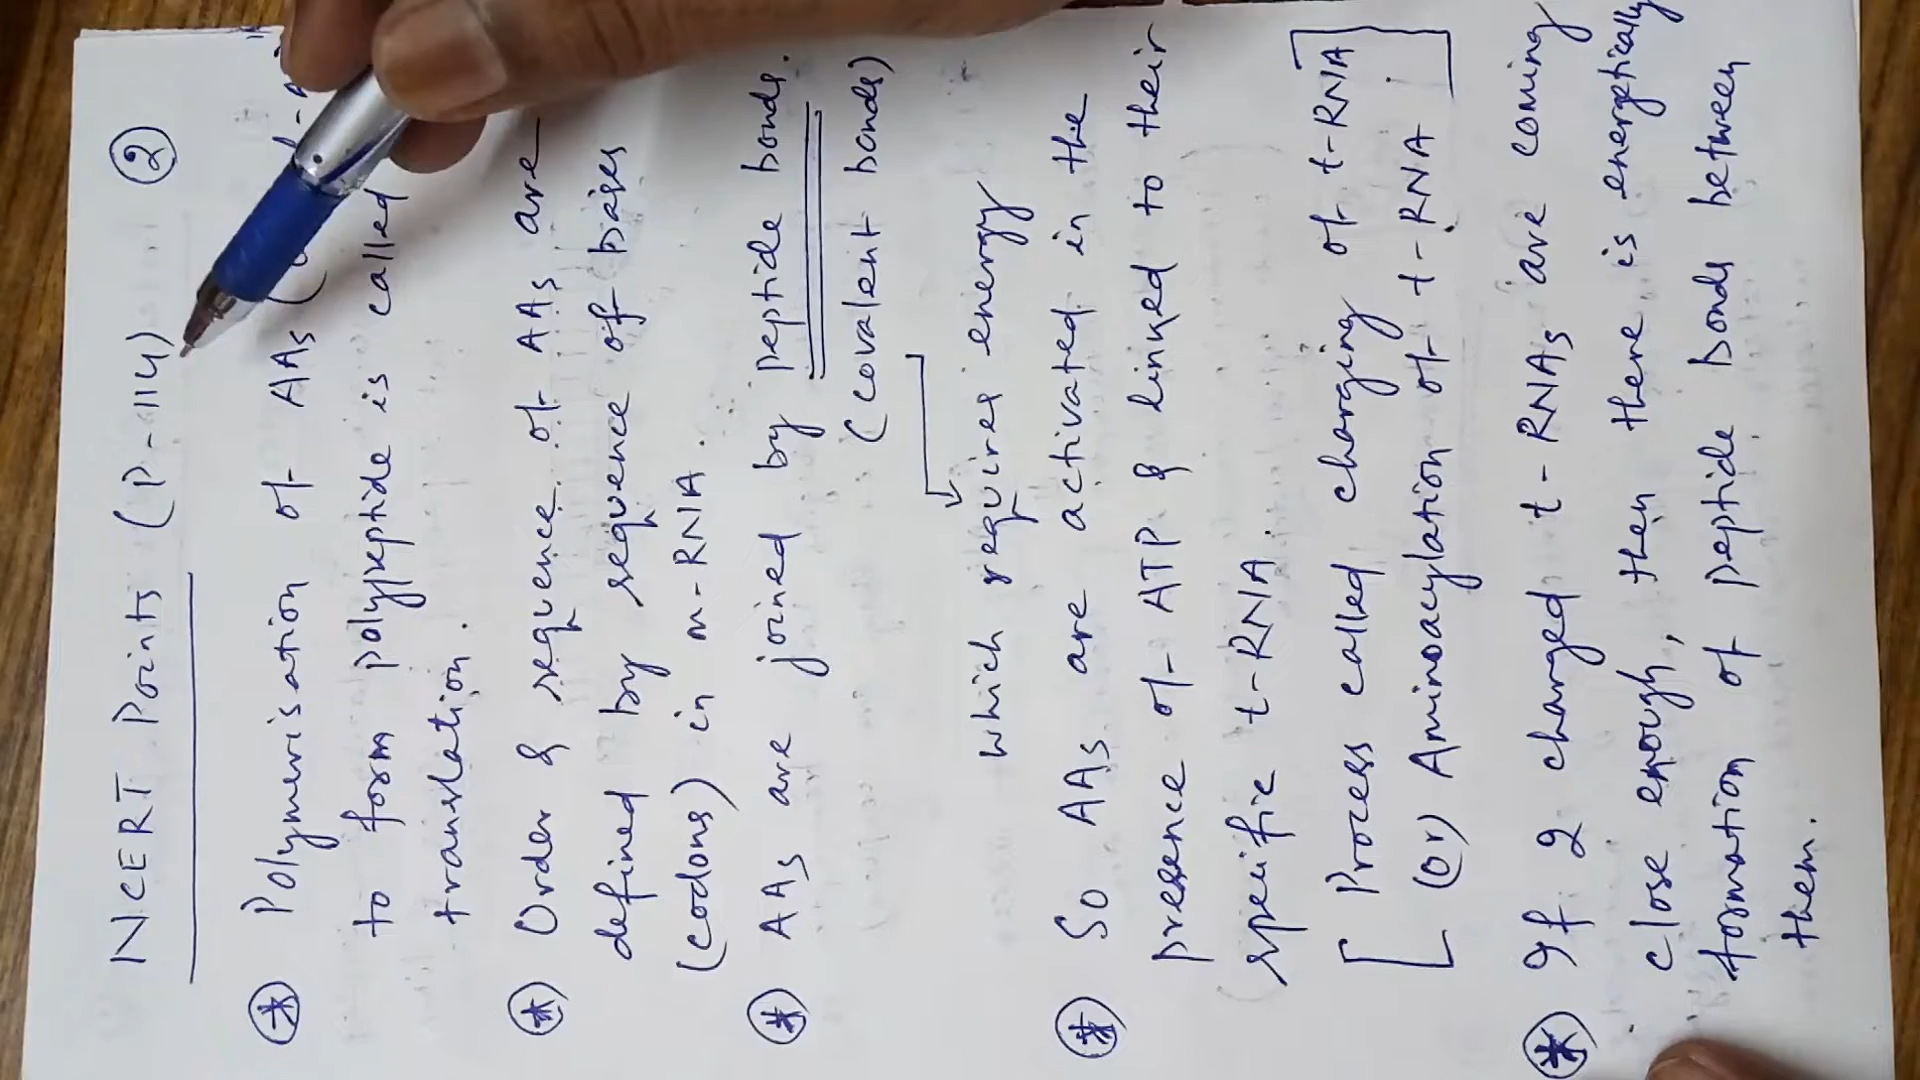 NCERT Points (P-114) ②
* Polymerisation of AAs
to form polypeptide is called
translation.
* Order & sequence of AAs are
defined by sequence of bases
(codons) in m-RNA.
* AAs are joined by peptide bonds.
(covalent bonds)
which requires energy
* So AAs are activated in the
presence of ATP & linked to their
specific t-RNA.
[ Process called charging of t-RNA
(or) Aminoacylation of t-RNA ]
* If 2 charged t-RNAs are coming
close enough, then there is energetically
formation of peptide bonds between
them.